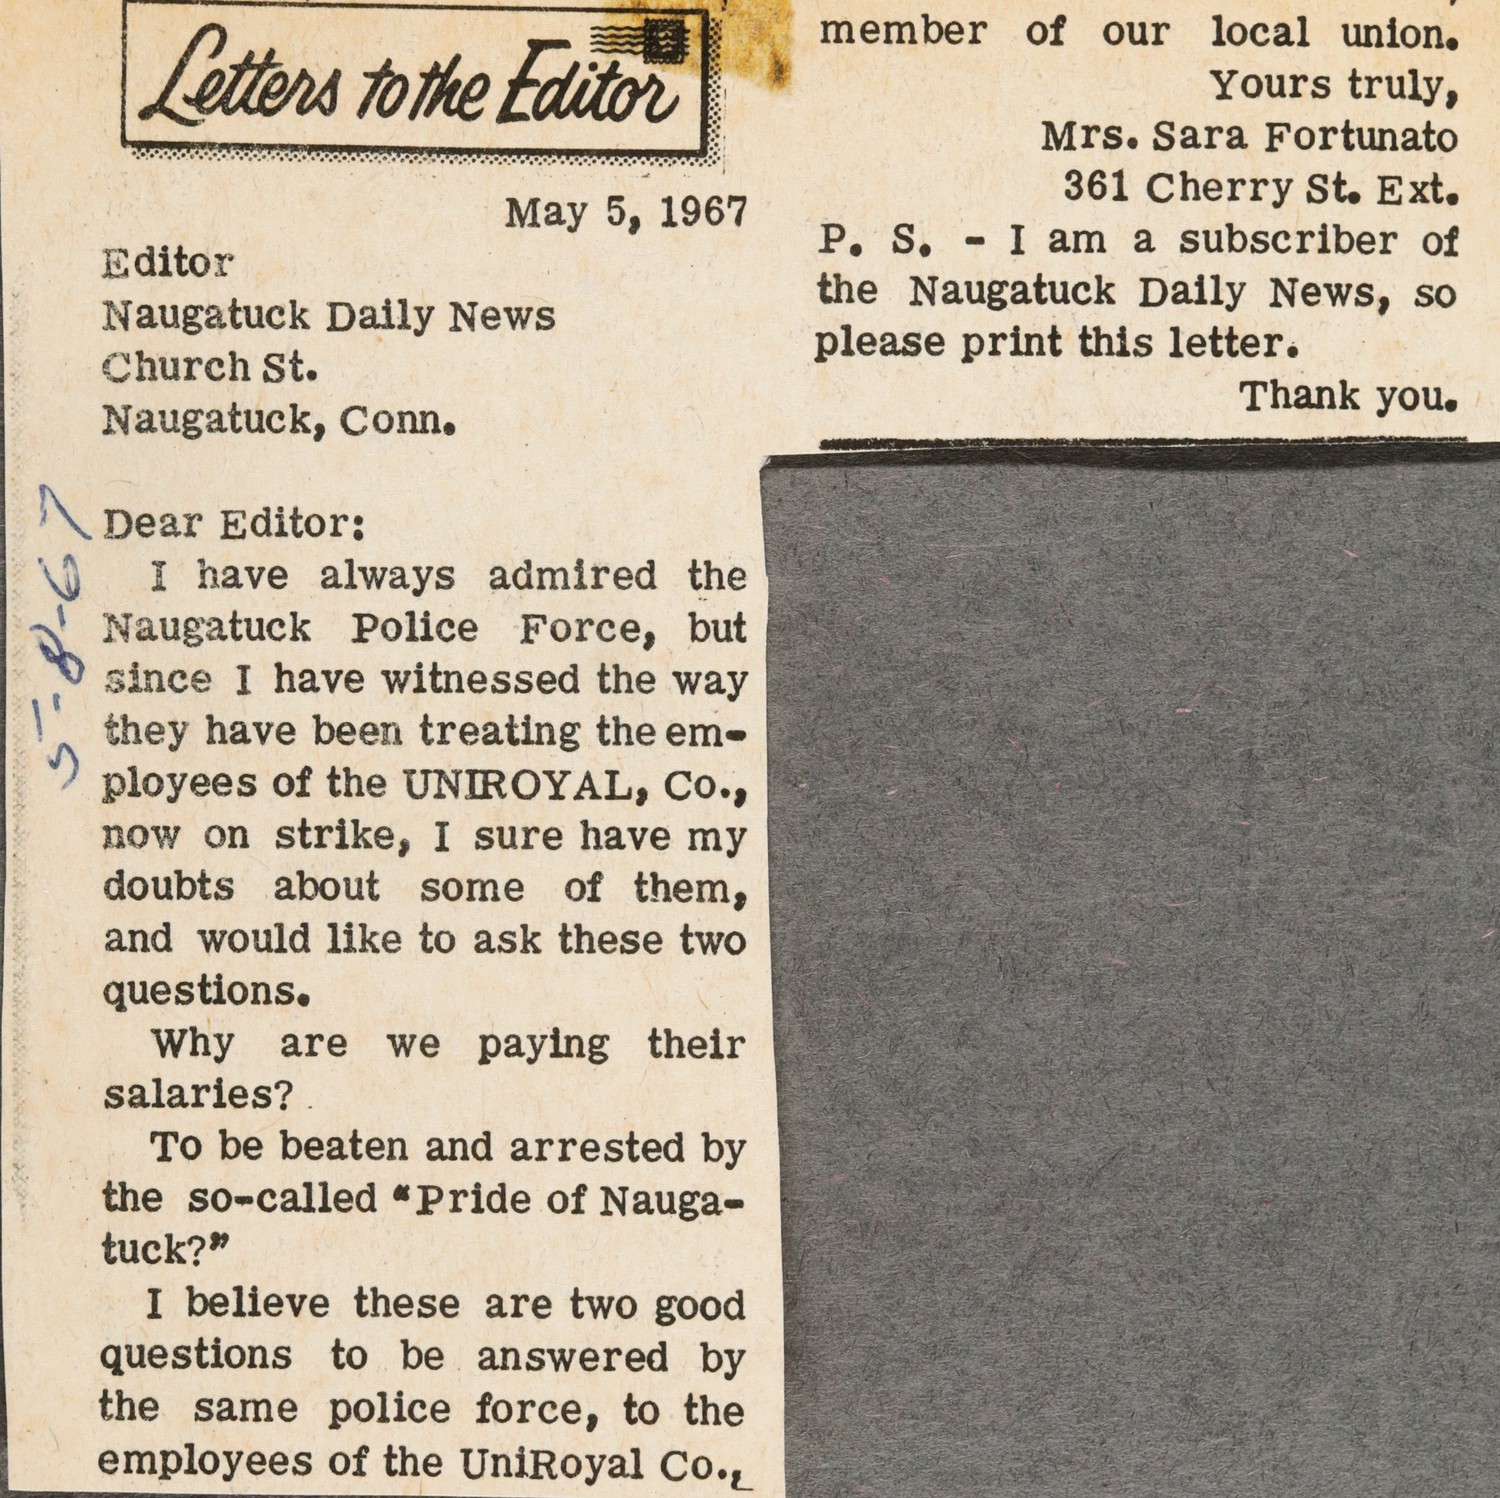 Letters to the Editor
May 5, 1967
Editor
Naugatuck Daily News
Church St.
Naugatuck, Conn.
5-8-67
Dear Editor:
I have always admired the
Naugatuck Police Force, but
since I have witnessed the way
they have been treating the em-
ployees of the UNIROYAL, Co.,
now on strike, I sure have my
doubts about some of them,
and would like to ask these two
questions.
Why are we paying their
salaries?
To be beaten and arrested by
the so-called "Pride of Nauga-
tuck?"
I believe these are two good
questions to be answered by
the same police force, to the
employees of the UniRoyal Co.,
member of our local union.
Yours truly,
Mrs. Sara Fortunato
361 Cherry St. Ext.
P. S. - I am a subscriber of
the Naugatuck Daily News, so
please print this letter.
Thank you.